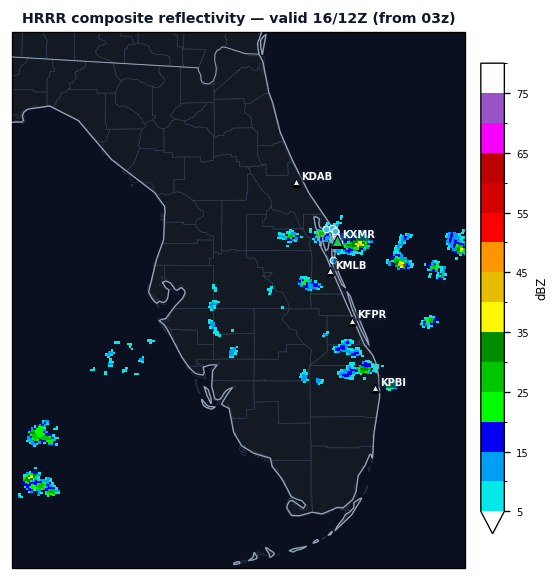 HRRR composite reflectivity — valid 16/12Z (from 03z)
KDAB
KXMR
KMLB
KFPR
KPBI
75
65
55
45
35
25
15
5
dBZ